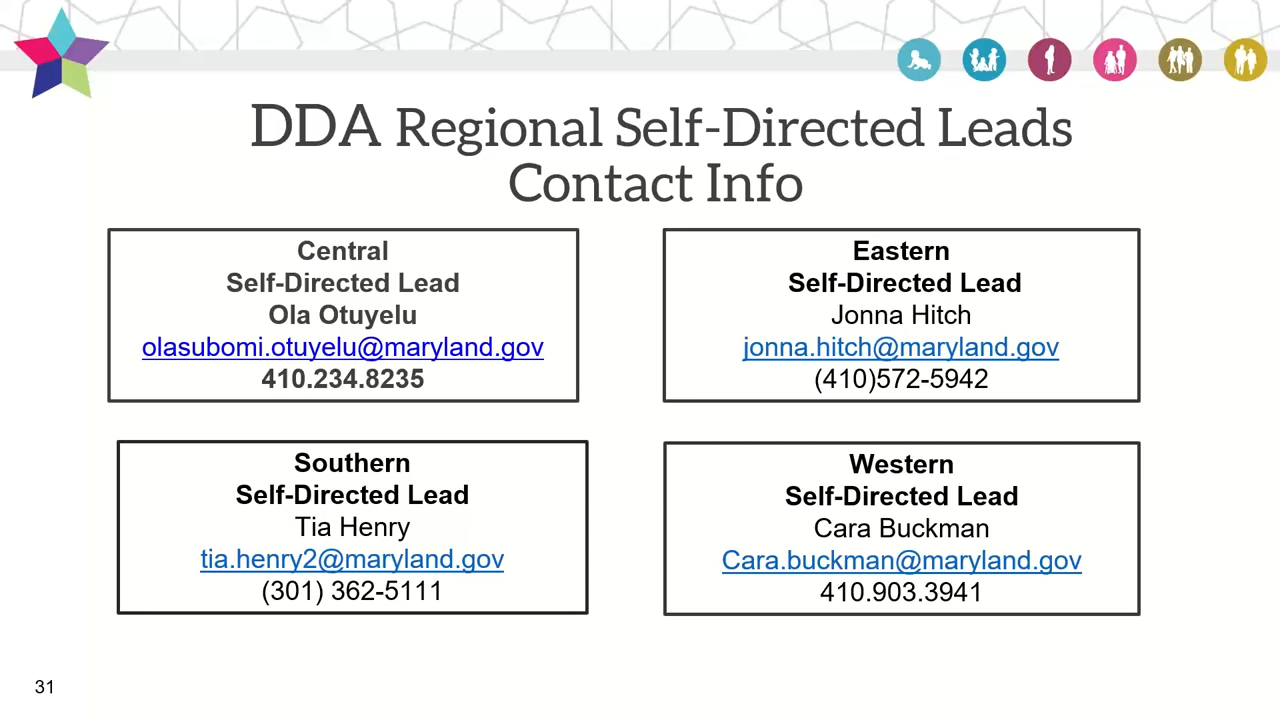 DDA Regional Self-Directed Leads
Contact Info
Central
Self-Directed Lead
Ola Otuyelu
olasubomi.otuyelu@maryland.gov
410.234.8235
Eastern
Self-Directed Lead
Jonna Hitch
jonna.hitch@maryland.gov
(410)572-5942
Southern
Self-Directed Lead
Tia Henry
tia.henry2@maryland.gov
(301) 362-5111
Western
Self-Directed Lead
Cara Buckman
Cara.buckman@maryland.gov
410.903.3941
31